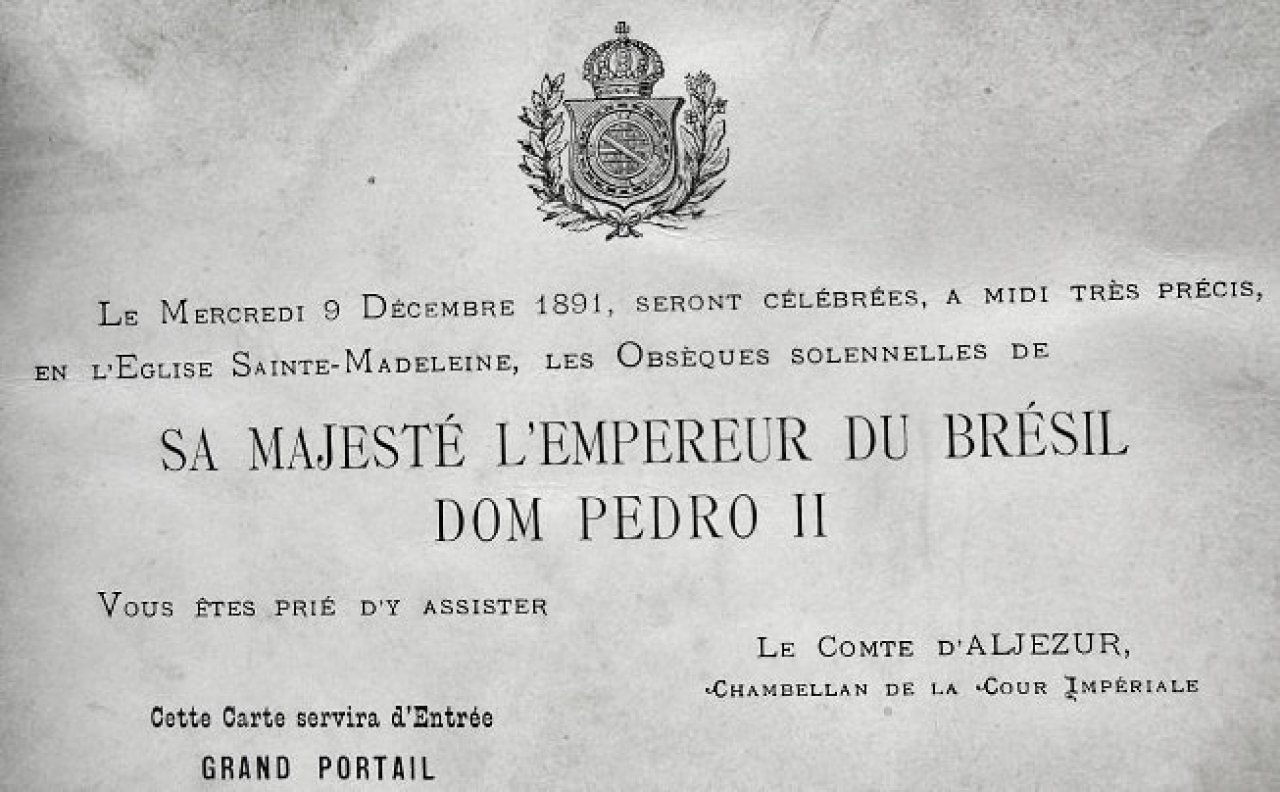 Le Mercredi 9 Décembre 1891, seront célébrées, a midi très précis,
en l'Eglise Sainte-Madeleine, les Obsèques solennelles de
SA MAJESTÉ L'EMPEREUR DU BRÉSIL
DOM PEDRO II
Vous êtes prié d'y assister
Le Comte d'ALJEZUR,
Chambellan de la Cour Impériale
Cette Carte servira d'Entrée
GRAND PORTAIL